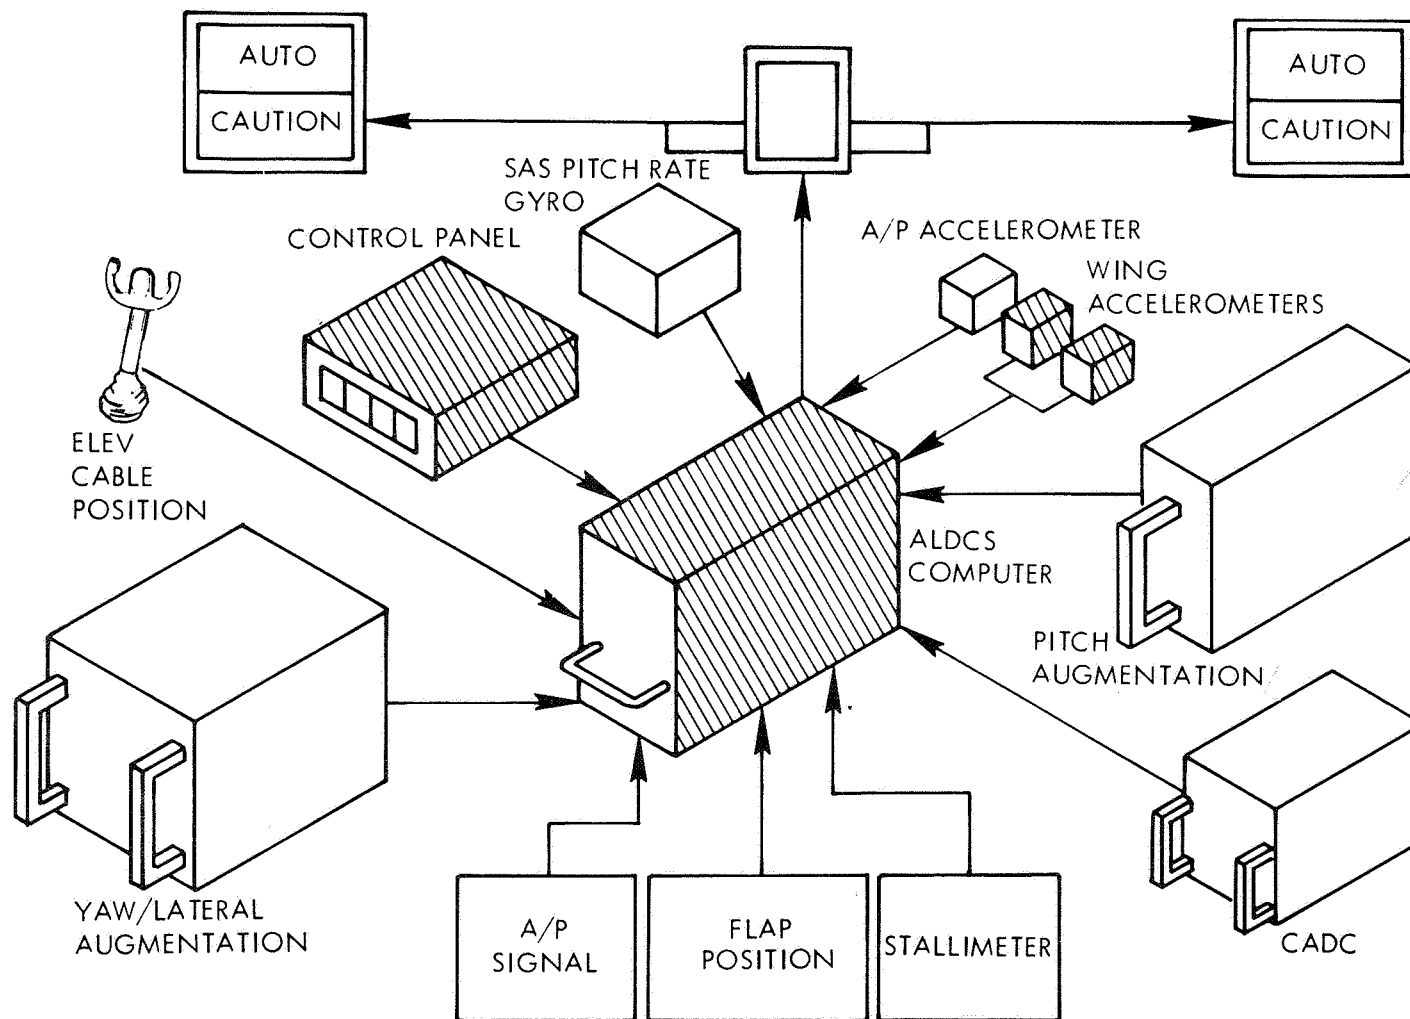 AUTO
CAUTION
AUTO
CAUTION
SAS PITCH RATE
GYRO
CONTROL PANEL
A/P ACCELEROMETER
WING
ACCELEROMETERS
ELEV
CABLE
POSITION
ALDCS
COMPUTER
PITCH
AUGMENTATION
YAW/LATERAL
AUGMENTATION
A/P
SIGNAL
FLAP
POSITION
STALLIMETER
CADC